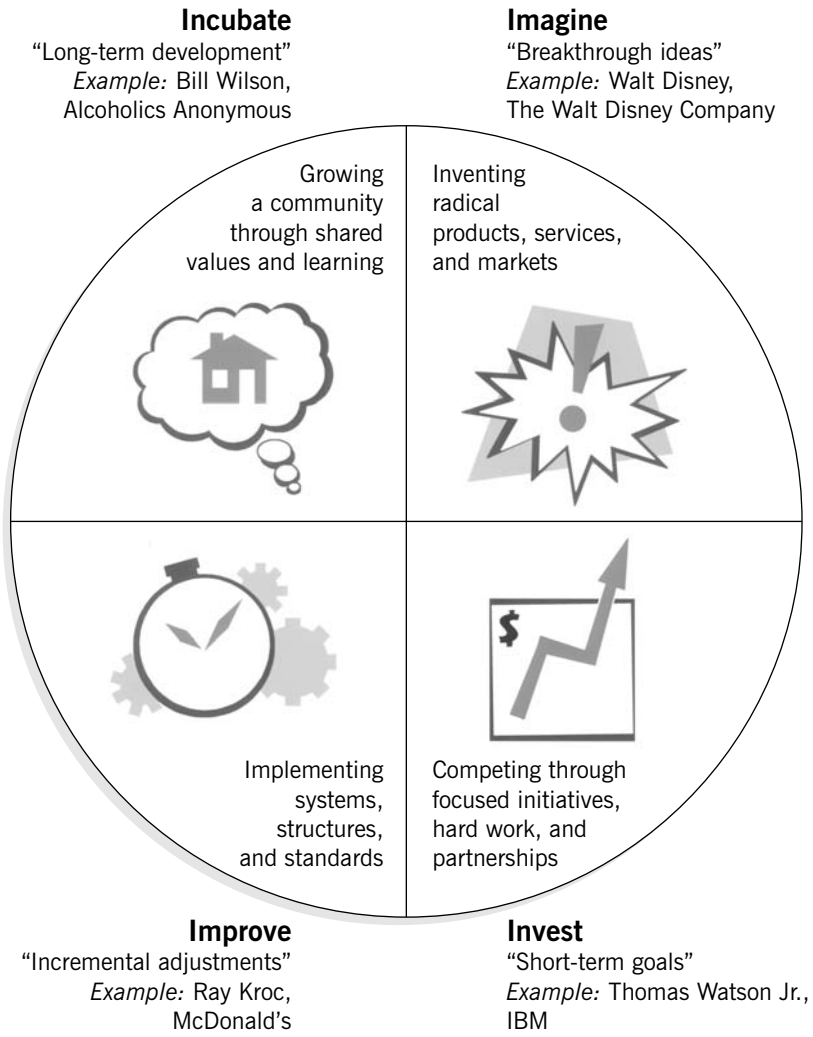 Incubate
“Long-term development”
Example: Bill Wilson,
Alcoholics Anonymous
Imagine
“Breakthrough ideas”
Example: Walt Disney,
The Walt Disney Company
Growing
a community
through shared
values and learning
Inventing
radical
products, services,
and markets
!
$
Implementing
systems,
structures,
and standards
Competing through
focused initiatives,
hard work, and
partnerships
Improve
“Incremental adjustments”
Example: Ray Kroc,
McDonald’s
Invest
“Short-term goals”
Example: Thomas Watson Jr.,
IBM